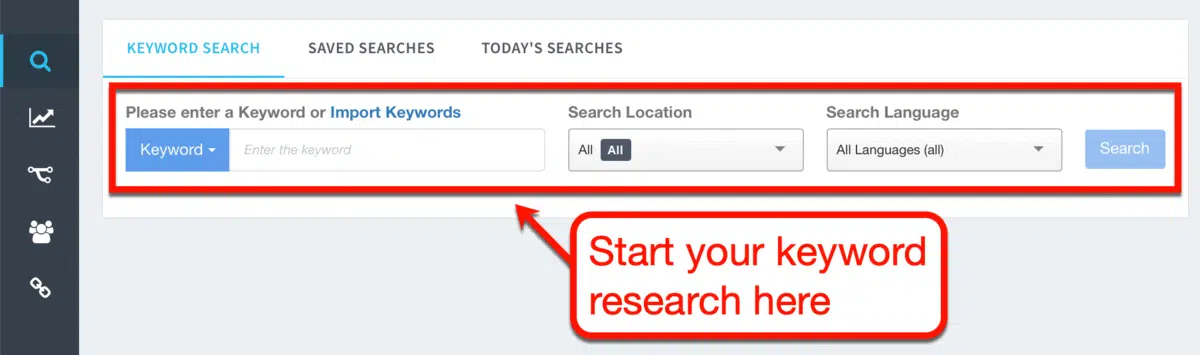 KEYWORD SEARCH SAVED SEARCHES TODAY'S SEARCHES
Please enter a Keyword or Import Keywords Search Location Search Language
Keyword Enter the keyword All All All Languages (all) Search
Start your keyword
research here